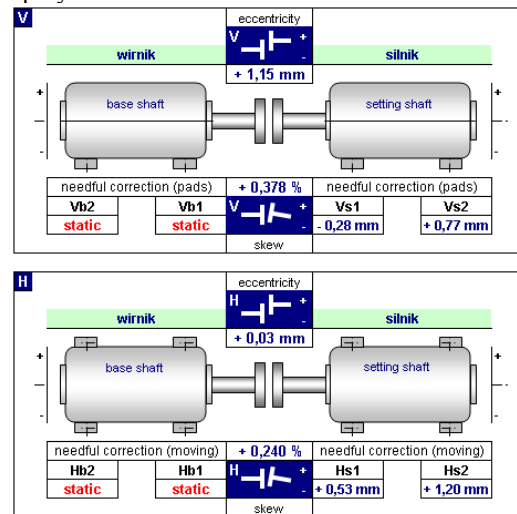 V
eccentricity
wirnik
V + -
silnik
+ 1,15 mm
+
base shaft
setting shaft
+
-
-
needful correction (pads)
+ 0,378 %
needful correction (pads)
Vb2
Vb1
V + -
Vs1
Vs2
static
static
- 0,28 mm
+ 0,77 mm
skew
H
eccentricity
wirnik
H + -
silnik
+ 0,03 mm
+
base shaft
setting shaft
+
-
-
needful correction (moving)
+ 0,240 %
needful correction (moving)
Hb2
Hb1
H + -
Hs1
Hs2
static
static
+ 0,53 mm
+ 1,20 mm
skew